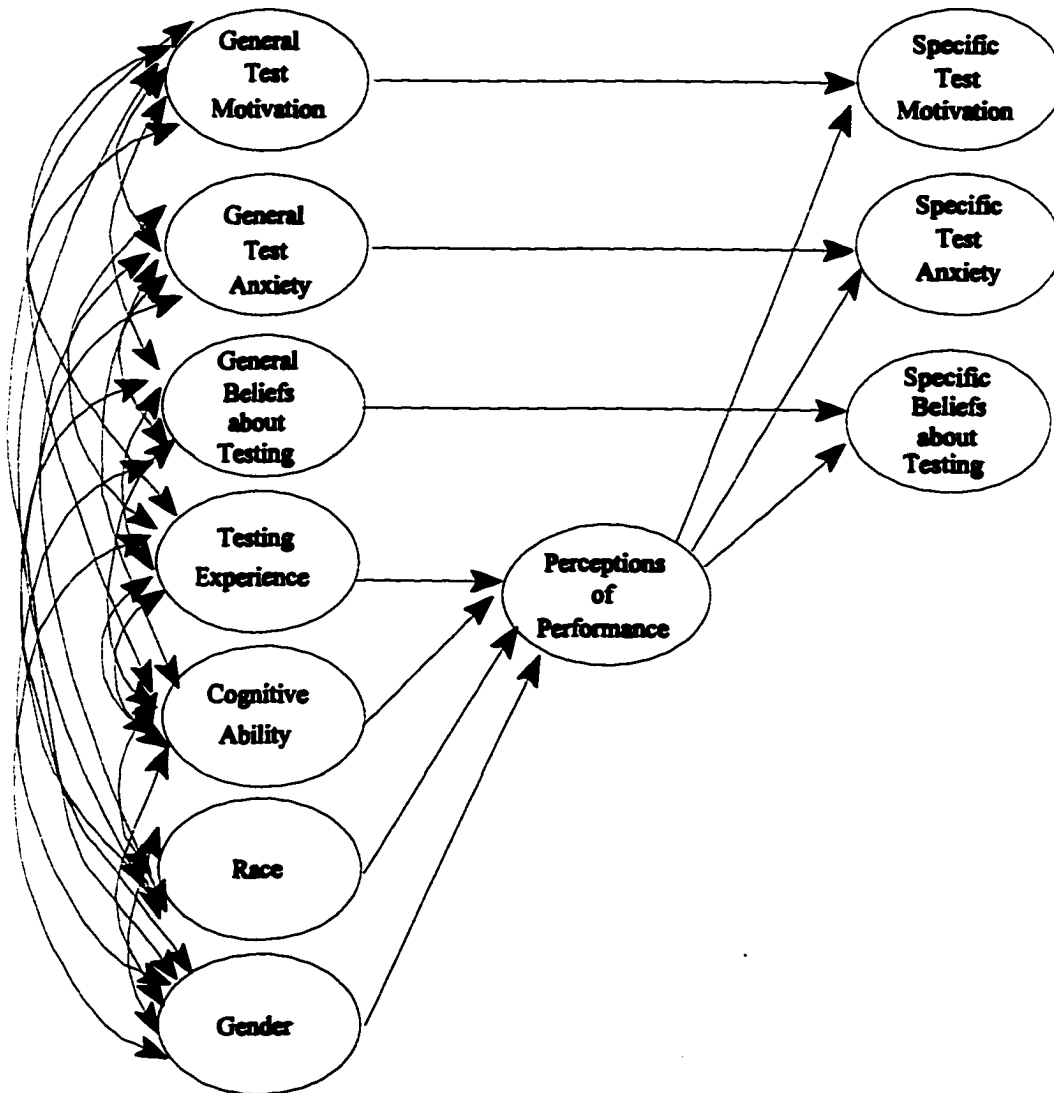 General
Test
Motivation
Specific
Test
Motivation
General
Test
Anxiety
Specific
Test
Anxiety
General
Beliefs
about
Testing
Specific
Beliefs
about
Testing
Testing
Experience
Perceptions
of
Performance
Cognitive
Ability
Race
Gender